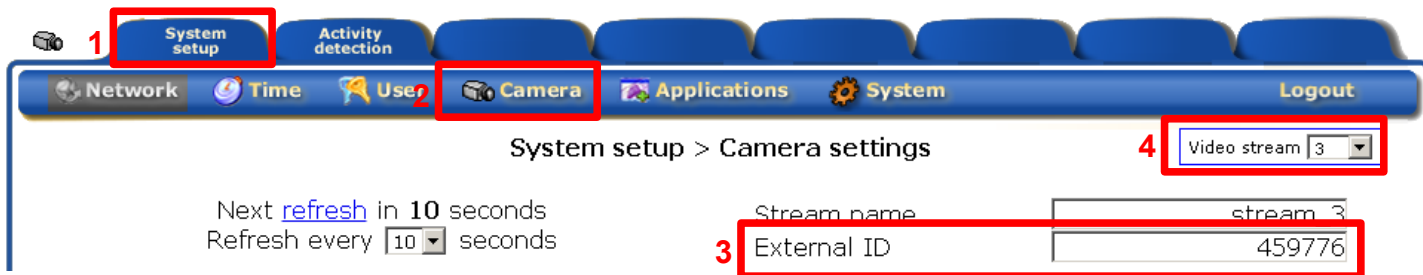 1 System setup Activity detection
Network Time User 2 Camera Applications System Logout
System setup > Camera settings 4 Video stream 3
Next refresh in 10 seconds Stream name stream_3
Refresh every 10 seconds 3 External ID 459776